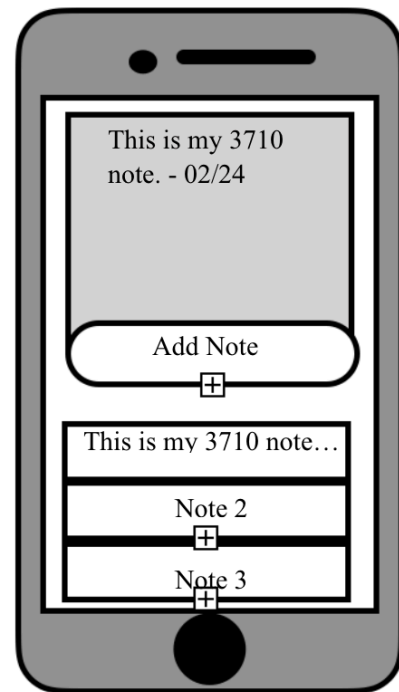 This is my 3710
note. - 02/24
Add Note
This is my 3710 note…
Note 2
Note 3